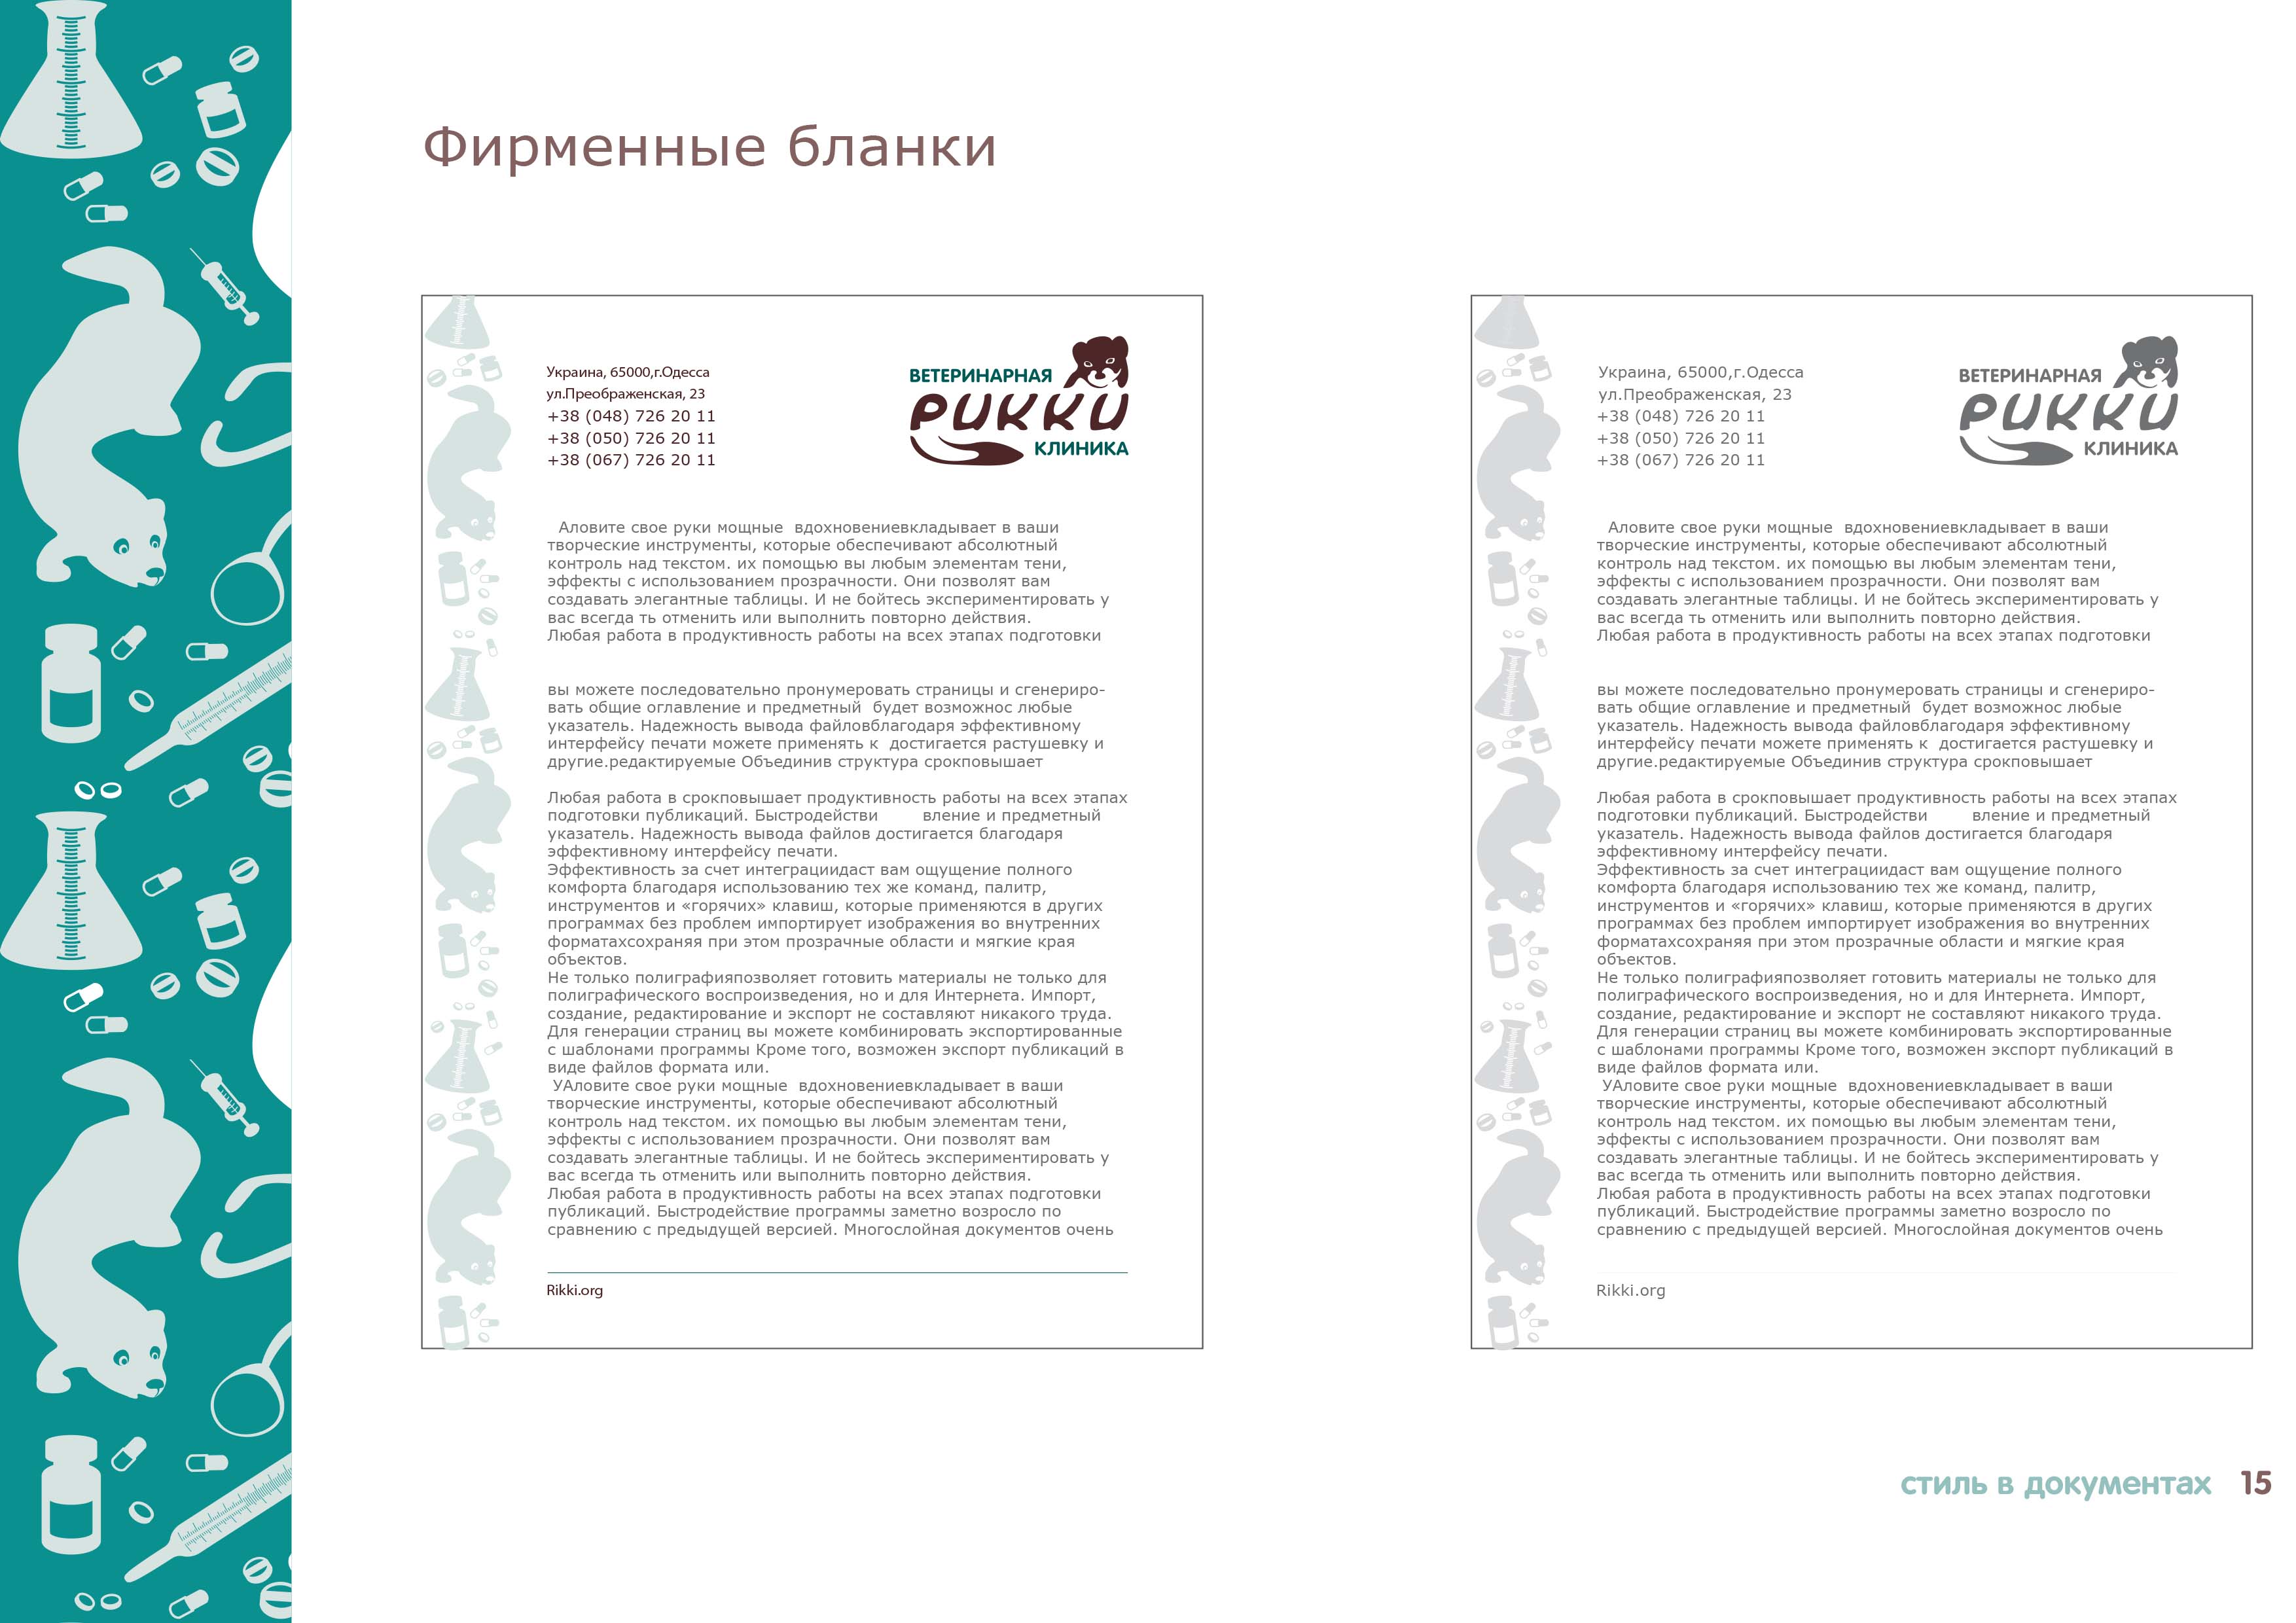 Фирменные бланки
Украина, 65000,г.Одесса
ул.Преображенская, 23
+38 (048) 726 20 11
+38 (050) 726 20 11
+38 (067) 726 20 11
ВЕТЕРИНАРНАЯ
РИККИ
КЛИНИКА
Аловите свое руки мощные  вдохновениевкладывает в ваши
творческие инструменты, которые обеспечивают абсолютный
контроль над текстом. их помощью вы любым элементам тени,
эффекты с использованием прозрачности. Они позволят вам
создавать элегантные таблицы. И не бойтесь экспериментировать у
вас всегда ть отменить или выполнить повторно действия.
Любая работа в продуктивность работы на всех этапах подготовки
вы можете последовательно пронумеровать страницы и сгенериро-
вать общие оглавление и предметный  будет возможнос любые
указатель. Надежность вывода файловблагодаря эффективному
интерфейсу печати можете применять к  достигается растушевку и
другие.редактируемые Объединив структура срокповышает
Любая работа в срокповышает продуктивность работы на всех этапах
подготовки публикаций. Быстродействи        вление и предметный
указатель. Надежность вывода файлов достигается благодаря
эффективному интерфейсу печати.
Эффективность за счет интеграциидаст вам ощущение полного
комфорта благодаря использованию тех же команд, палитр,
инструментов и «горячих» клавиш, которые применяются в других
программах без проблем импортирует изображения во внутренних
форматахсохраняя при этом прозрачные области и мягкие края
объектов.
Не только полиграфияпозволяет готовить материалы не только для
полиграфического воспроизведения, но и для Интернета. Импорт,
создание, редактирование и экспорт не составляют никакого труда.
Для генерации страниц вы можете комбинировать экспортированные
с шаблонами программы Кроме того, возможен экспорт публикаций в
виде файлов формата или.
УАловите свое руки мощные  вдохновениевкладывает в ваши
творческие инструменты, которые обеспечивают абсолютный
контроль над текстом. их помощью вы любым элементам тени,
эффекты с использованием прозрачности. Они позволят вам
создавать элегантные таблицы. И не бойтесь экспериментировать у
вас всегда ть отменить или выполнить повторно действия.
Любая работа в продуктивность работы на всех этапах подготовки
публикаций. Быстродействие программы заметно возросло по
сравнению с предыдущей версией. Многослойная документов очень
Rikki.org
Украина, 65000,г.Одесса
ул.Преображенская, 23
+38 (048) 726 20 11
+38 (050) 726 20 11
+38 (067) 726 20 11
ВЕТЕРИНАРНАЯ
РИККИ
КЛИНИКА
Аловите свое руки мощные  вдохновениевкладывает в ваши
творческие инструменты, которые обеспечивают абсолютный
контроль над текстом. их помощью вы любым элементам тени,
эффекты с использованием прозрачности. Они позволят вам
создавать элегантные таблицы. И не бойтесь экспериментировать у
вас всегда ть отменить или выполнить повторно действия.
Любая работа в продуктивность работы на всех этапах подготовки
вы можете последовательно пронумеровать страницы и сгенериро-
вать общие оглавление и предметный  будет возможнос любые
указатель. Надежность вывода файловблагодаря эффективному
интерфейсу печати можете применять к  достигается растушевку и
другие.редактируемые Объединив структура срокповышает
Любая работа в срокповышает продуктивность работы на всех этапах
подготовки публикаций. Быстродействи        вление и предметный
указатель. Надежность вывода файлов достигается благодаря
эффективному интерфейсу печати.
Эффективность за счет интеграциидаст вам ощущение полного
комфорта благодаря использованию тех же команд, палитр,
инструментов и «горячих» клавиш, которые применяются в других
программах без проблем импортирует изображения во внутренних
форматахсохраняя при этом прозрачные области и мягкие края
объектов.
Не только полиграфияпозволяет готовить материалы не только для
полиграфического воспроизведения, но и для Интернета. Импорт,
создание, редактирование и экспорт не составляют никакого труда.
Для генерации страниц вы можете комбинировать экспортированные
с шаблонами программы Кроме того, возможен экспорт публикаций в
виде файлов формата или.
УАловите свое руки мощные  вдохновениевкладывает в ваши
творческие инструменты, которые обеспечивают абсолютный
контроль над текстом. их помощью вы любым элементам тени,
эффекты с использованием прозрачности. Они позволят вам
создавать элегантные таблицы. И не бойтесь экспериментировать у
вас всегда ть отменить или выполнить повторно действия.
Любая работа в продуктивность работы на всех этапах подготовки
публикаций. Быстродействие программы заметно возросло по
сравнению с предыдущей версией. Многослойная документов очень
Rikki.org
стиль в документах 15